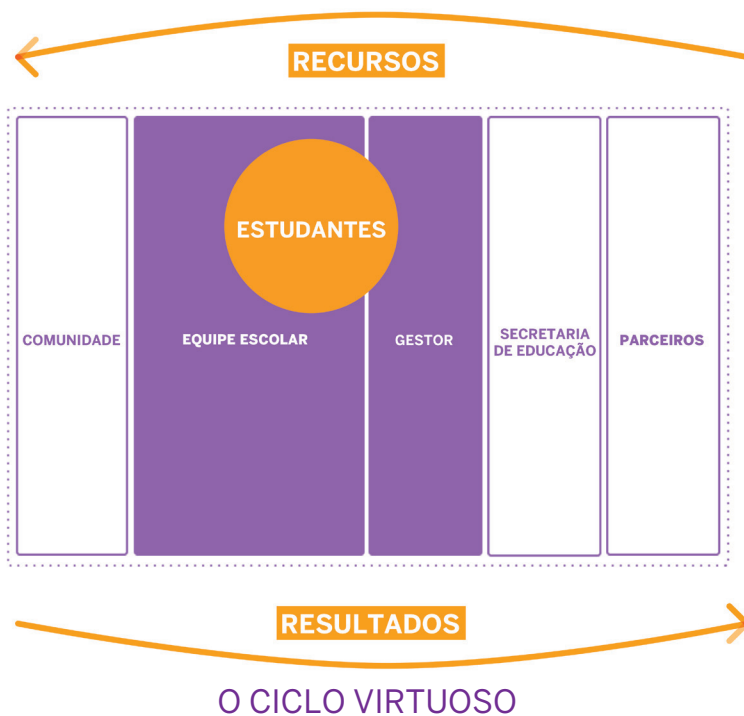 RECURSOS
ESTUDANTES
COMUNIDADE
EQUIPE ESCOLAR
GESTOR
SECRETARIA
DE EDUCAÇÃO
PARCEIROS
RESULTADOS
O CICLO VIRTUOSO